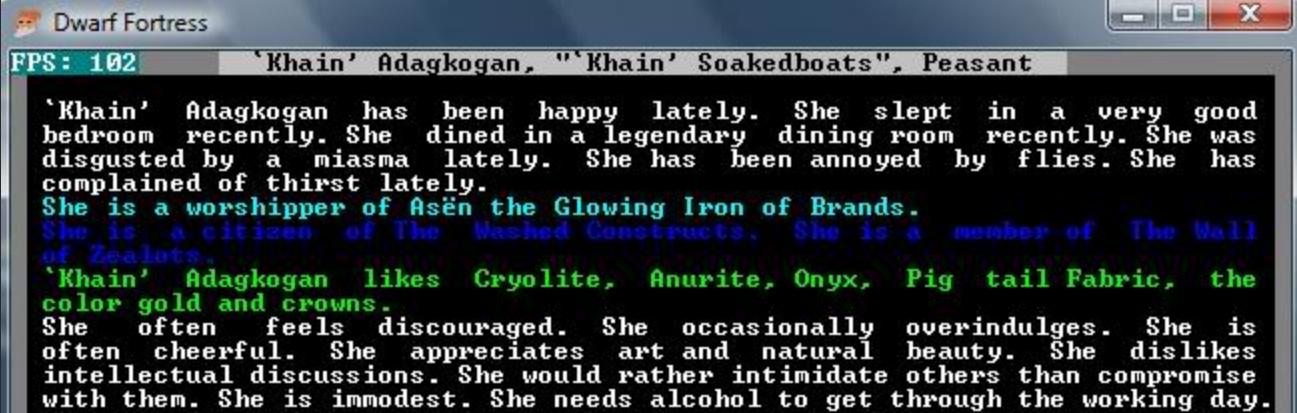 Dwarf Fortress
FPS: 102 `Khain' Adagkogan, "`Khain' Soakedboats", Peasant
`Khain' Adagkogan has been happy lately. She slept in a very good
bedroom recently. She dined in a legendary dining room recently. She was
disgusted by a miasma lately. She has been annoyed by flies. She has
complained of thirst lately.
She is a worshipper of Asën the Glowing Iron of Brands.
She is a citizen of The Washed Constructs. She is a member of The Wall
of Zealots.
`Khain' Adagkogan likes Cryolite, Anurite, Onyx, Pig tail Fabric, the
color gold and crowns.
She often feels discouraged. She occasionally overindulges. She is
often cheerful. She appreciates art and natural beauty. She dislikes
intellectual discussions. She would rather intimidate others than compromise
with them. She is immodest. She needs alcohol to get through the working day.